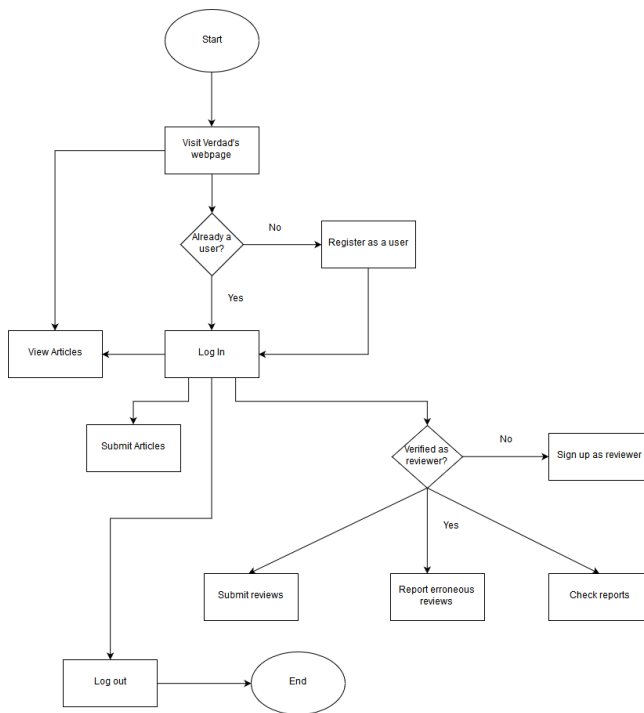 Start
Visit Verdad's
webpage
Already a
user?
No
Register as a user
Yes
View Articles
Log In
Submit Articles
Verified as
reviewer?
No
Sign up as reviewer
Yes
Submit reviews
Report erroneous
reviews
Check reports
Log out
End